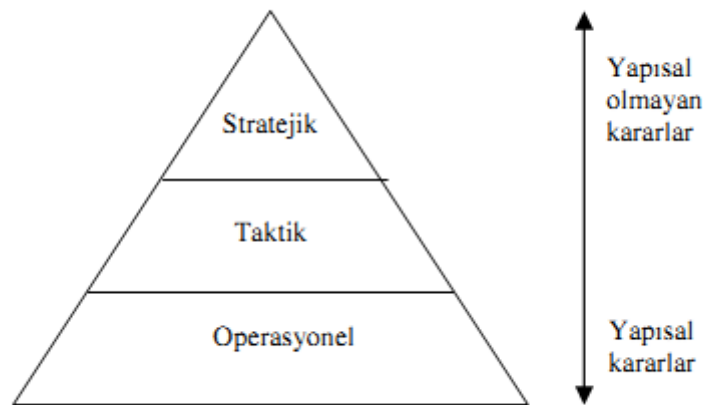 Stratejik
Taktik
Operasyonel
Yapısal
olmayan
kararlar
Yapısal
kararlar